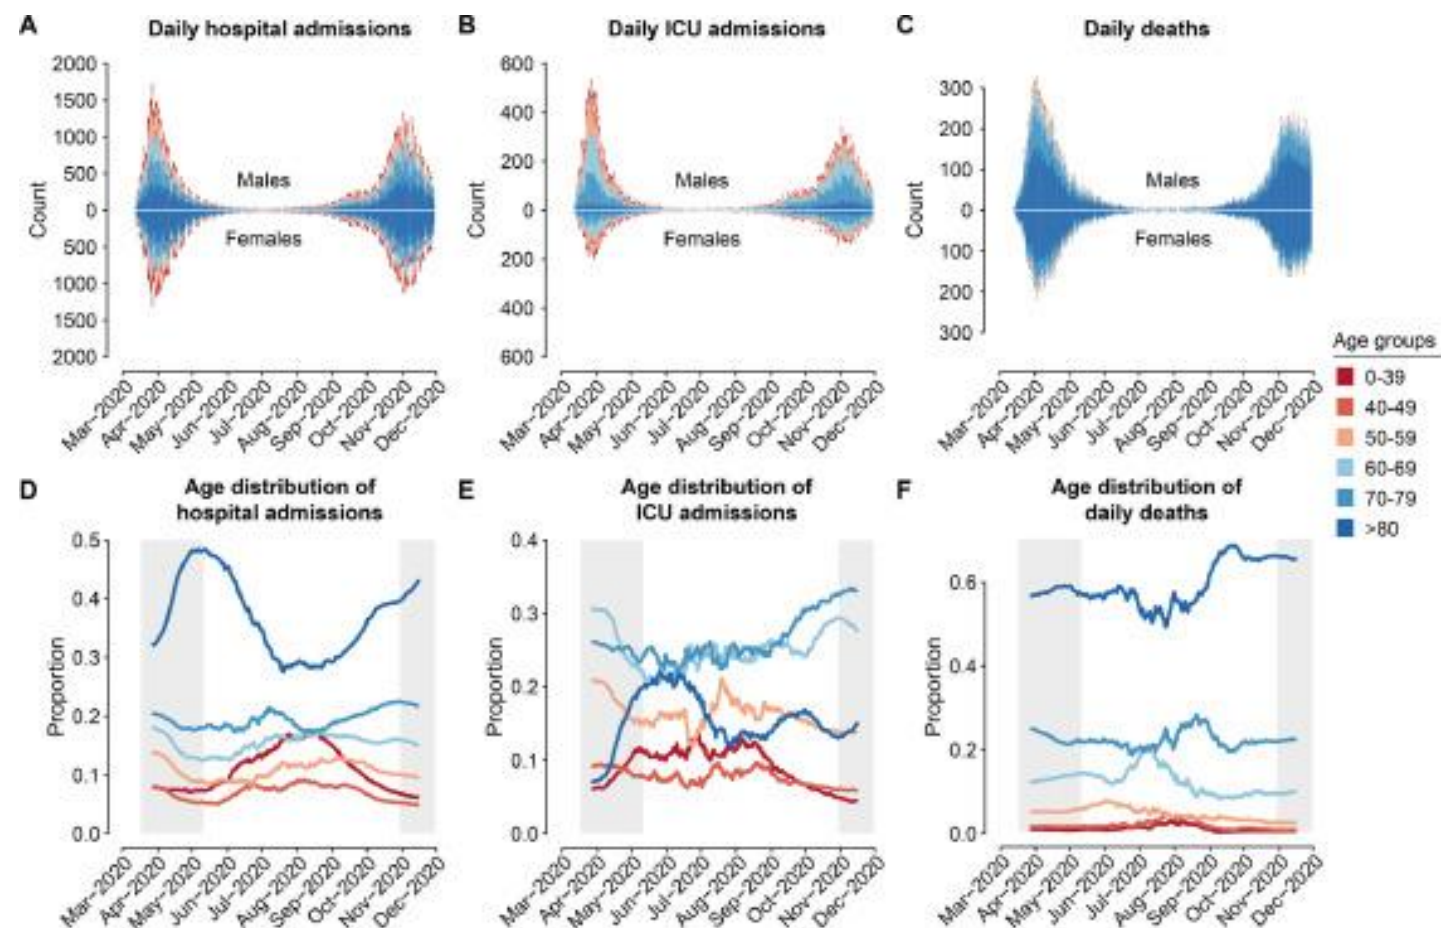 A Daily hospital admissions
2000
1500
1000
500
0
500
1000
1500
2000
Count
Males
Females
Mar-2020
Apr-2020
May-2020
Jun-2020
Jul-2020
Aug-2020
Sep-2020
Oct-2020
Nov-2020
Dec-2020
B Daily ICU admissions
600
400
200
0
200
400
600
Count
Males
Females
Mar-2020
Apr-2020
May-2020
Jun-2020
Jul-2020
Aug-2020
Sep-2020
Oct-2020
Nov-2020
Dec-2020
C Daily deaths
300
200
100
0
100
200
300
Count
Males
Females
Mar-2020
Apr-2020
May-2020
Jun-2020
Jul-2020
Aug-2020
Sep-2020
Oct-2020
Nov-2020
Dec-2020
Age groups
0-39
40-49
50-59
60-69
70-79
>80
D Age distribution of
hospital admissions
0.5
0.4
0.3
0.2
0.1
0.0
Proportion
Mar-2020
Apr-2020
May-2020
Jun-2020
Jul-2020
Aug-2020
Sep-2020
Oct-2020
Nov-2020
Dec-2020
E Age distribution of
ICU admissions
0.4
0.3
0.2
0.1
0.0
Proportion
Mar-2020
Apr-2020
May-2020
Jun-2020
Jul-2020
Aug-2020
Sep-2020
Oct-2020
Nov-2020
Dec-2020
F Age distribution of
daily deaths
0.6
0.4
0.2
0.0
Proportion
Mar-2020
Apr-2020
May-2020
Jun-2020
Jul-2020
Aug-2020
Sep-2020
Oct-2020
Nov-2020
Dec-2020